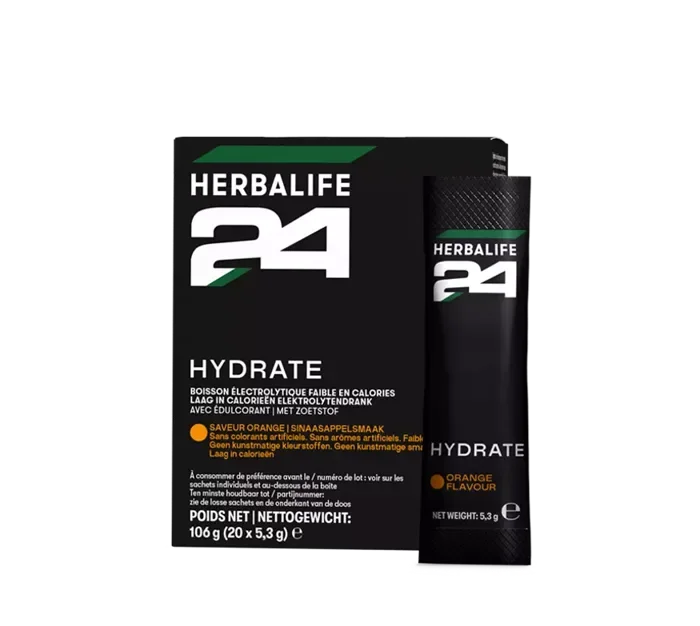 HERBALIFE
24
HYDRATE
BOISSON ÉLECTROLYTIQUE FAIBLE EN CALORIES
LAAG IN CALORIEËN ELEKTROLYTENDRANK
AVEC ÉDULCORANT | MET ZOETSTOF
SAVEUR ORANGE | SINAASAPPELSMAAK
Sans colorants artificiels. Sans arômes artificiels.
Geen kunstmatige kleurstoffen. Geen kunstmatige
Laag in calorieën
À consommer de préférence avant le / numéro de lot : voir sur les
sachets individuels et au-dessous de la boîte
Ten minste houdbaar tot / partijnummer:
zie de losse sachets en de onderkant van de doos
POIDS NET | NETTOGEWICHT:
106 g (20 x 5,3 g) ℮
HERBALIFE
24
HYDRATE
ORANGE
FLAVOUR
NET WEIGHT: 5,3 g ℮